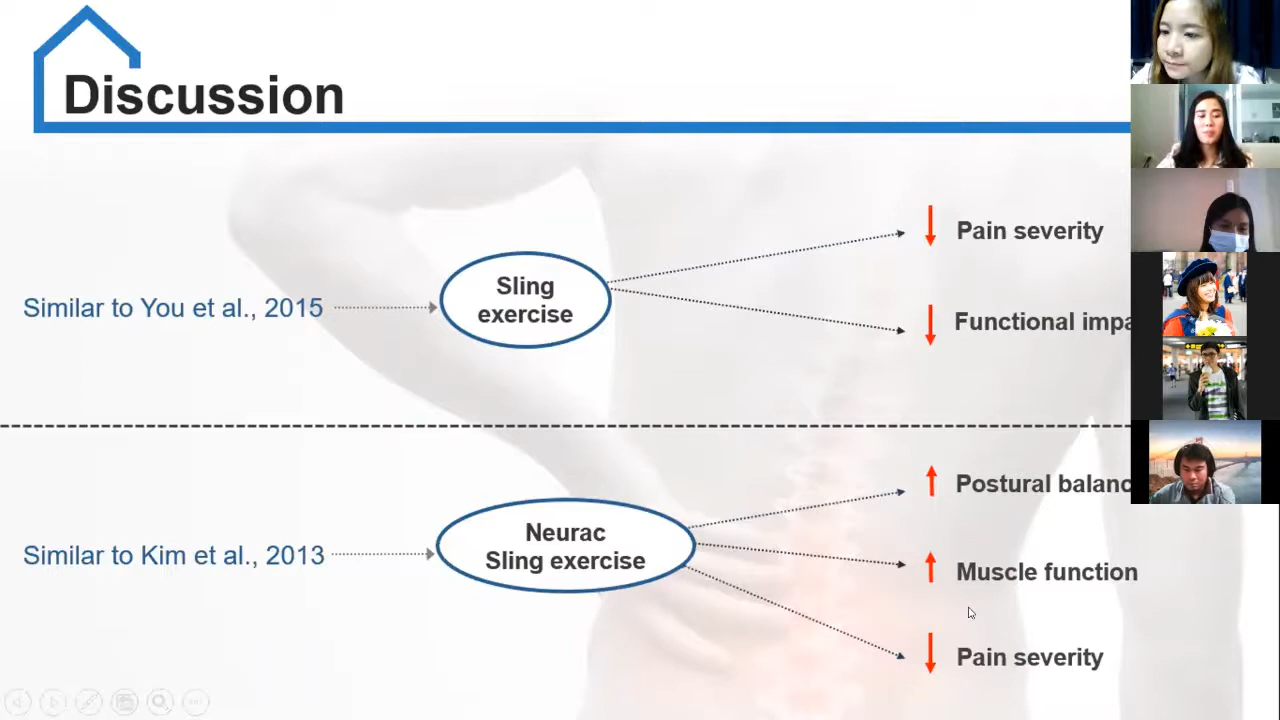 Discussion
Similar to You et al., 2015
Sling
exercise
Pain severity
Functional impa
Similar to Kim et al., 2013
Neurac
Sling exercise
Postural balanc
Muscle function
Pain severity